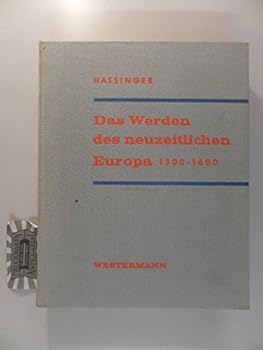 HASSINGER
Das Werden
des neuzeitlichen
Europa 1300-1600
WESTERMANN